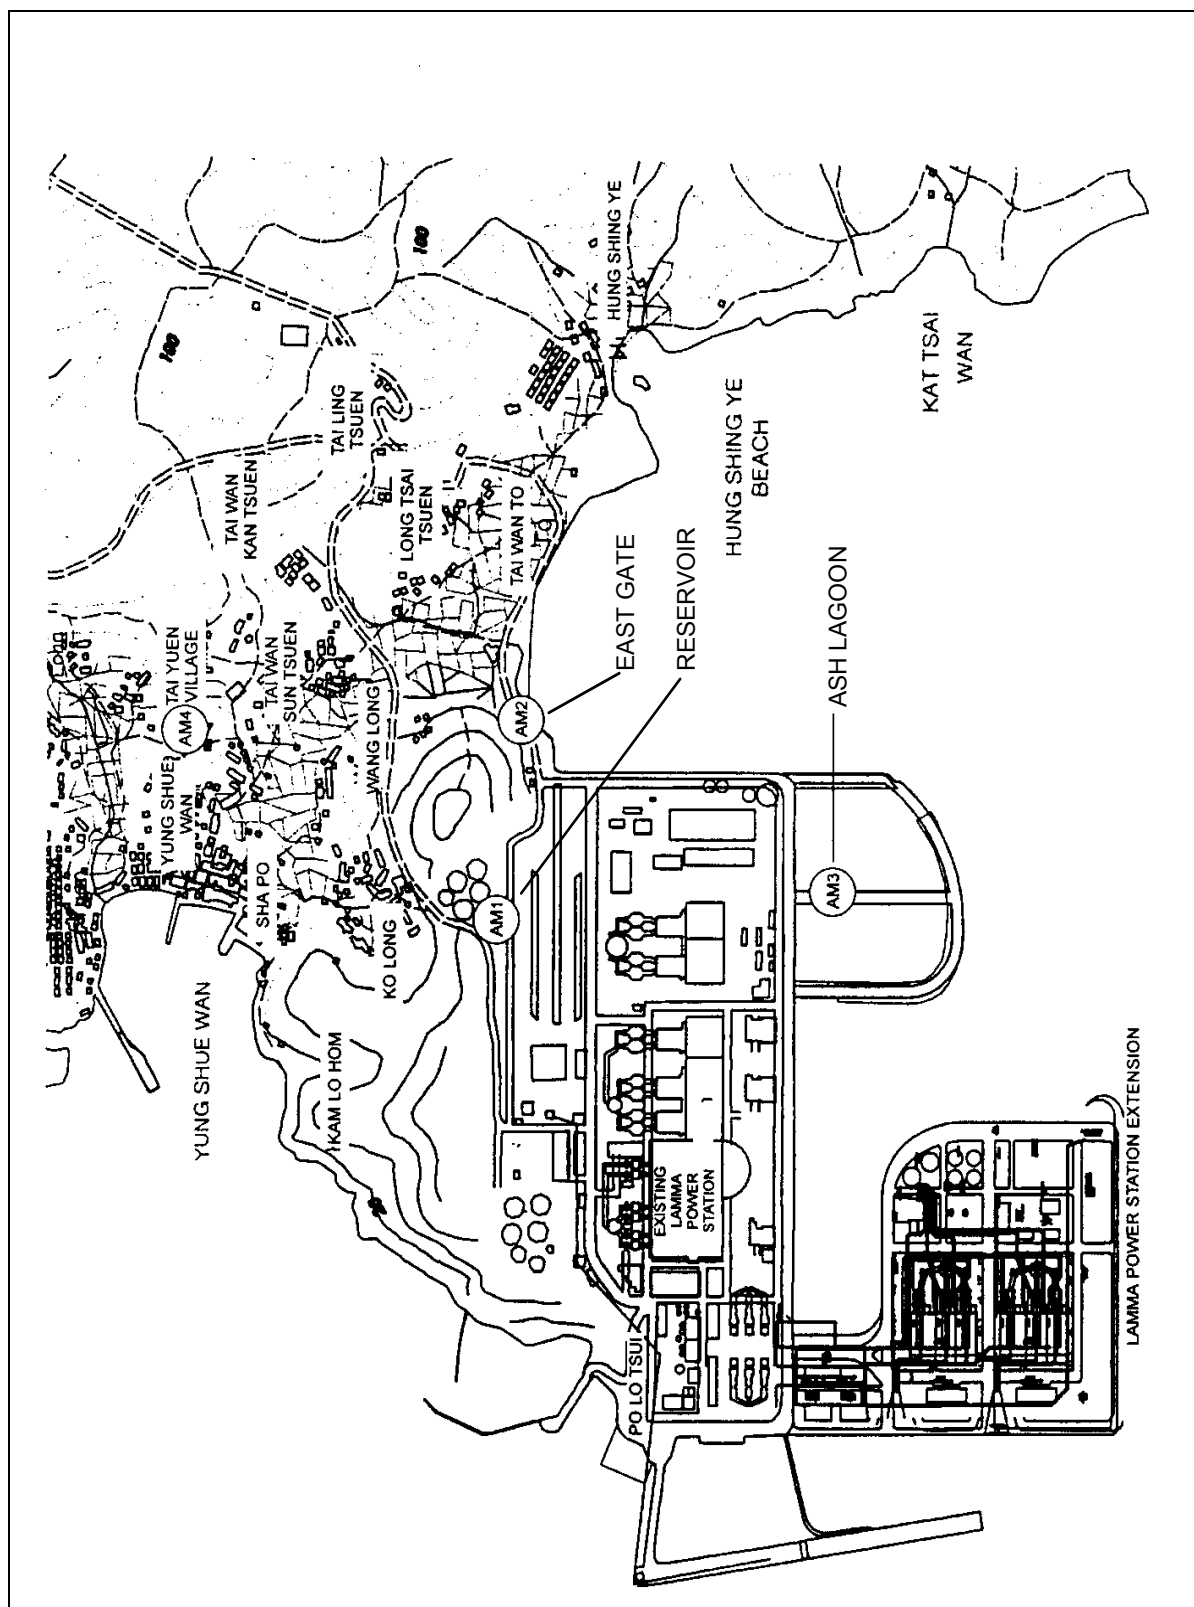 YUNG SHUE WAN
KAM LO HOM
20
PO LO TSUI
EXISTING
LAMMA
POWER
STATION
LAMMA POWER STATION EXTENSION
YUNG SHUE
WAN
SHA PO
KO LONG
AM1
AM4
TAI YUEN
VILLAGE
TAI WAN
SUN TSUEN
WANG LONG
AM2
AM3
EAST GATE
RESERVOIR
ASH LAGOON
TAI WAN
KAN TSUEN
TAI LING
TSUEN
LONG TSAI
TSUEN
TAI WAN TO
HUNG SHING YE
BEACH
100
100
HUNG SHING YE
KAT TSAI
WAN